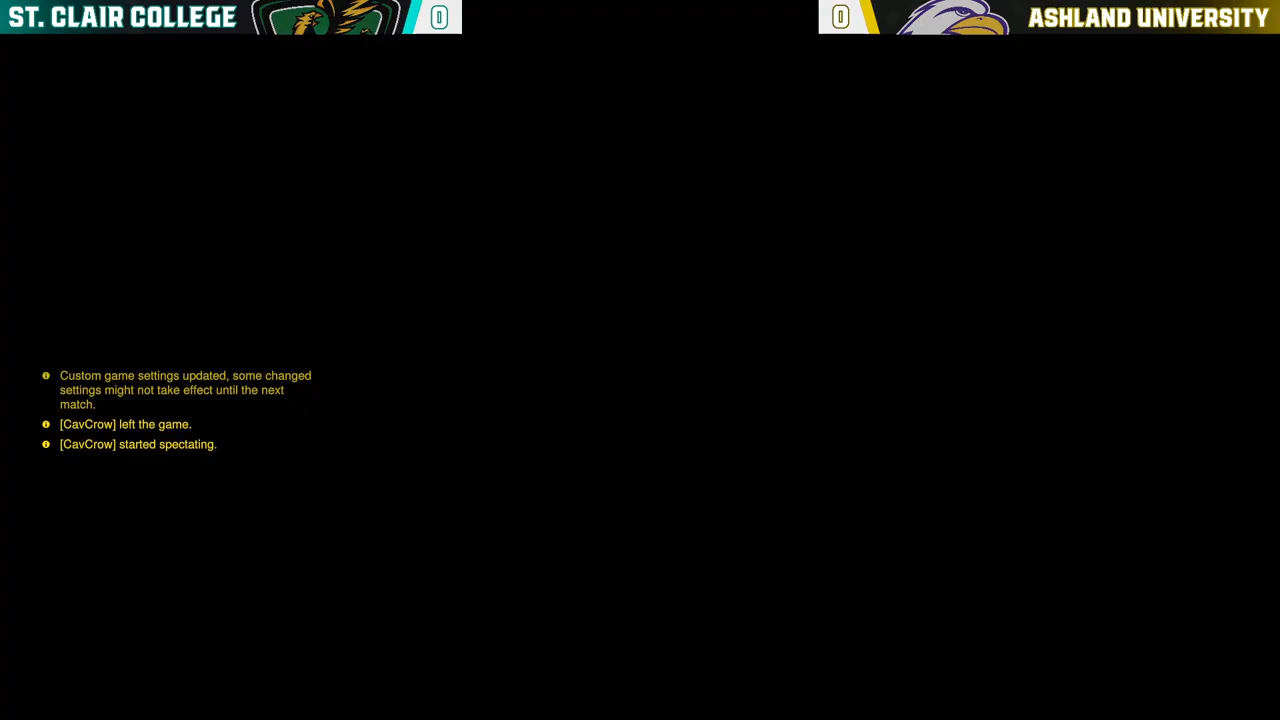 ST. CLAIR COLLEGE
0
0
ASHLAND UNIVERSITY
Custom game settings updated, some changed
settings might not take effect until the next
match.
[CavCrow] left the game.
[CavCrow] started spectating.